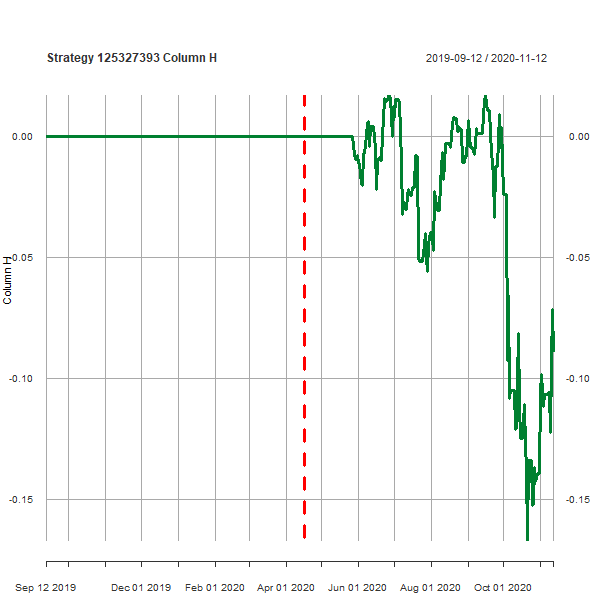 Strategy 125327393 Column H
2019-09-12 / 2020-11-12
0.00 0.00
-0.05 -0.05
-0.10 -0.10
-0.15 -0.15
Column H
Sep 12 2019 Dec 01 2019 Feb 01 2020 Apr 01 2020 Jun 01 2020 Aug 01 2020 Oct 01 2020